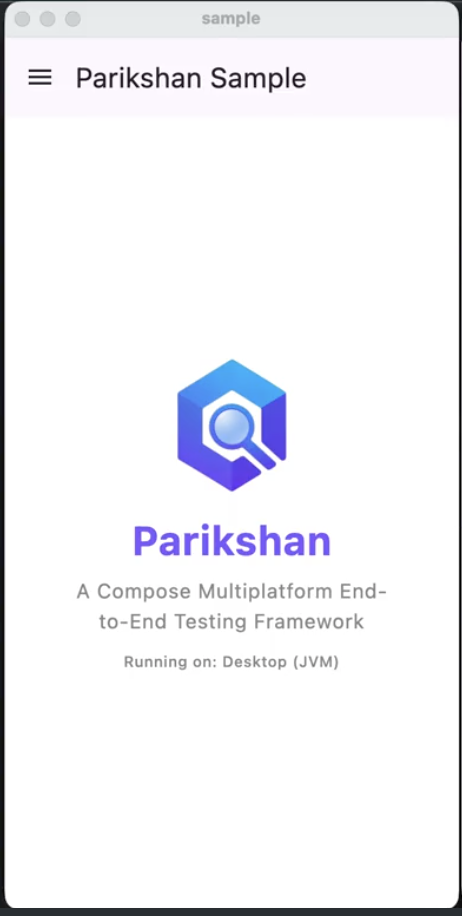 sample
Parikshan Sample
Parikshan
A Compose Multiplatform End-
to-End Testing Framework
Running on: Desktop (JVM)